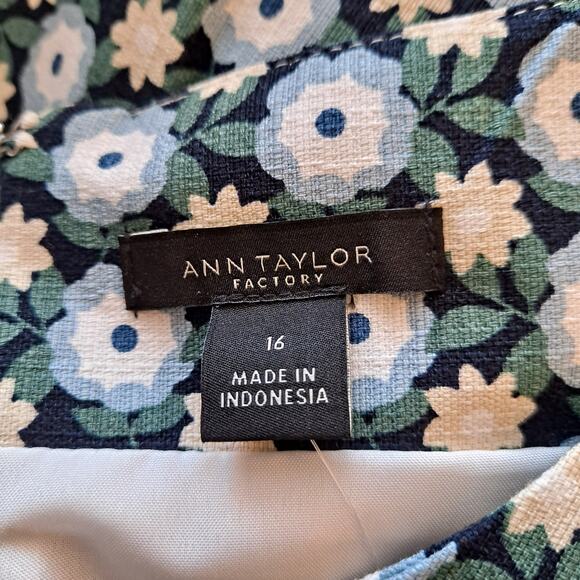 ANN TAYLOR
FACTORY
16
MADE IN
INDONESIA